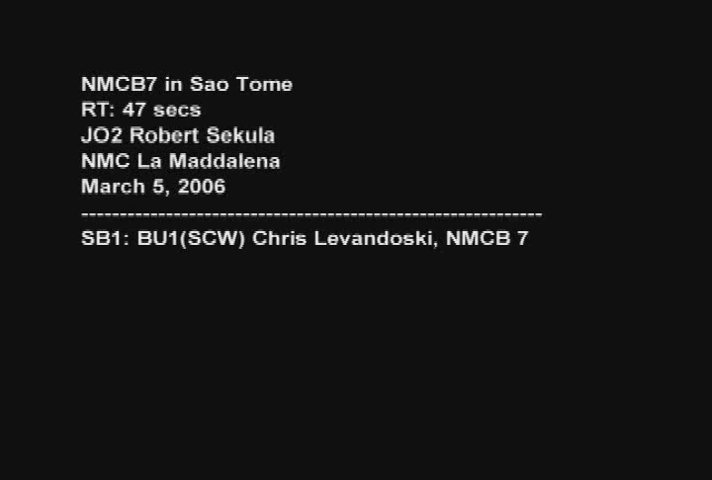 NMCB7 in Sao Tome
RT: 47 secs
JO2 Robert Sekula
NMC La Maddalena
March 5, 2006
------------------------------------------------------------
SB1: BU1(SCW) Chris Levandoski, NMCB 7